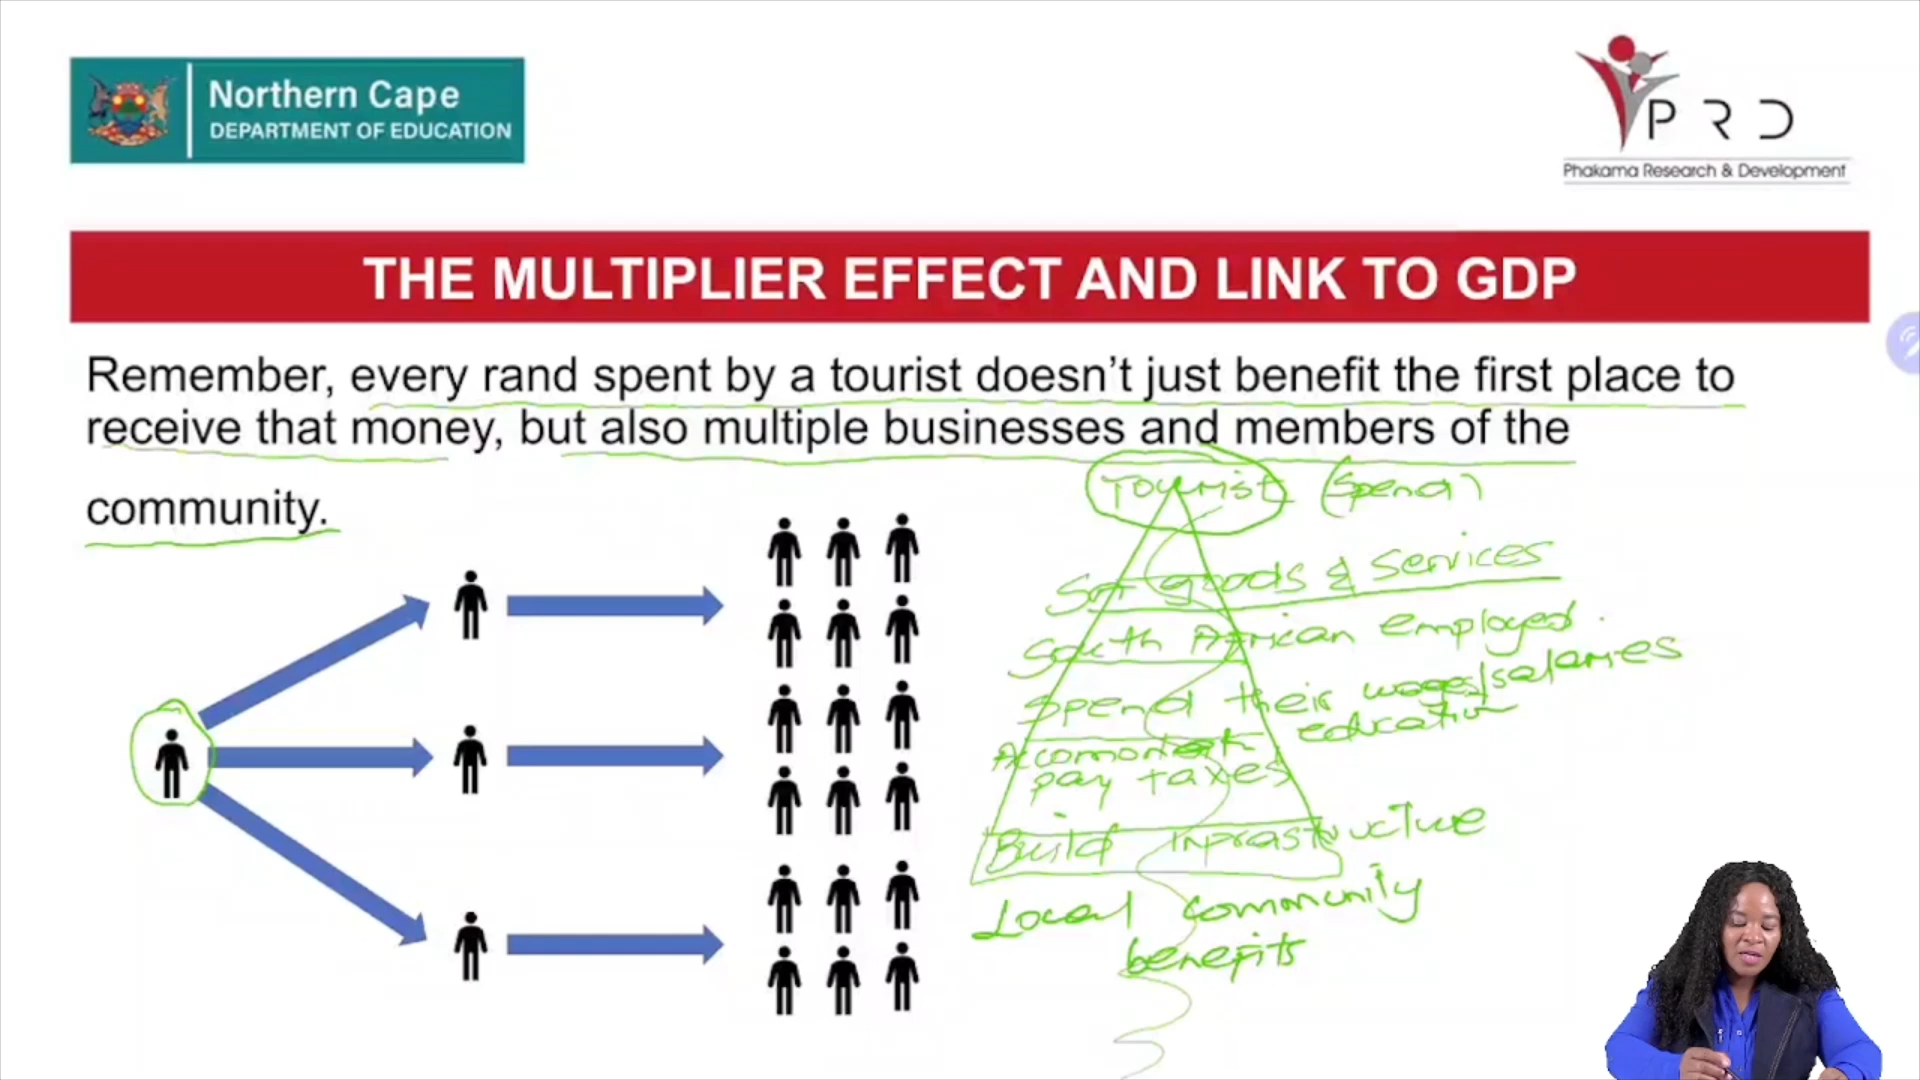 Northern Cape
DEPARTMENT OF EDUCATION
P R D
Phakama Research & Development
THE MULTIPLIER EFFECT AND LINK TO GDP
Remember, every rand spent by a tourist doesn't just benefit the first place to
receive that money, but also multiple businesses and members of the
community.
Tourist (Spend)
goods & Services
South African employed.
Spend their wages/salaries
education
pay taxes
Build Inprastructure
Local community
benefits